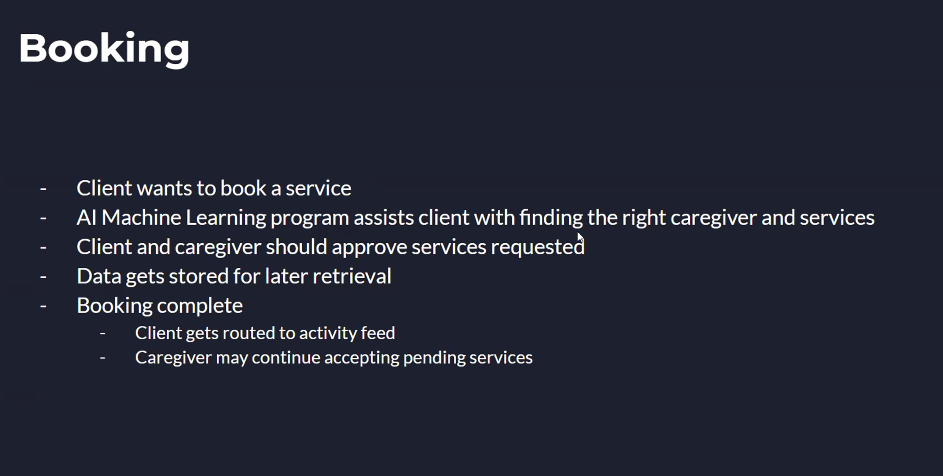 Booking
- Client wants to book a service
- AI Machine Learning program assists client with finding the right caregiver and services
- Client and caregiver should approve services requested
- Data gets stored for later retrieval
- Booking complete
- Client gets routed to activity feed
- Caregiver may continue accepting pending services